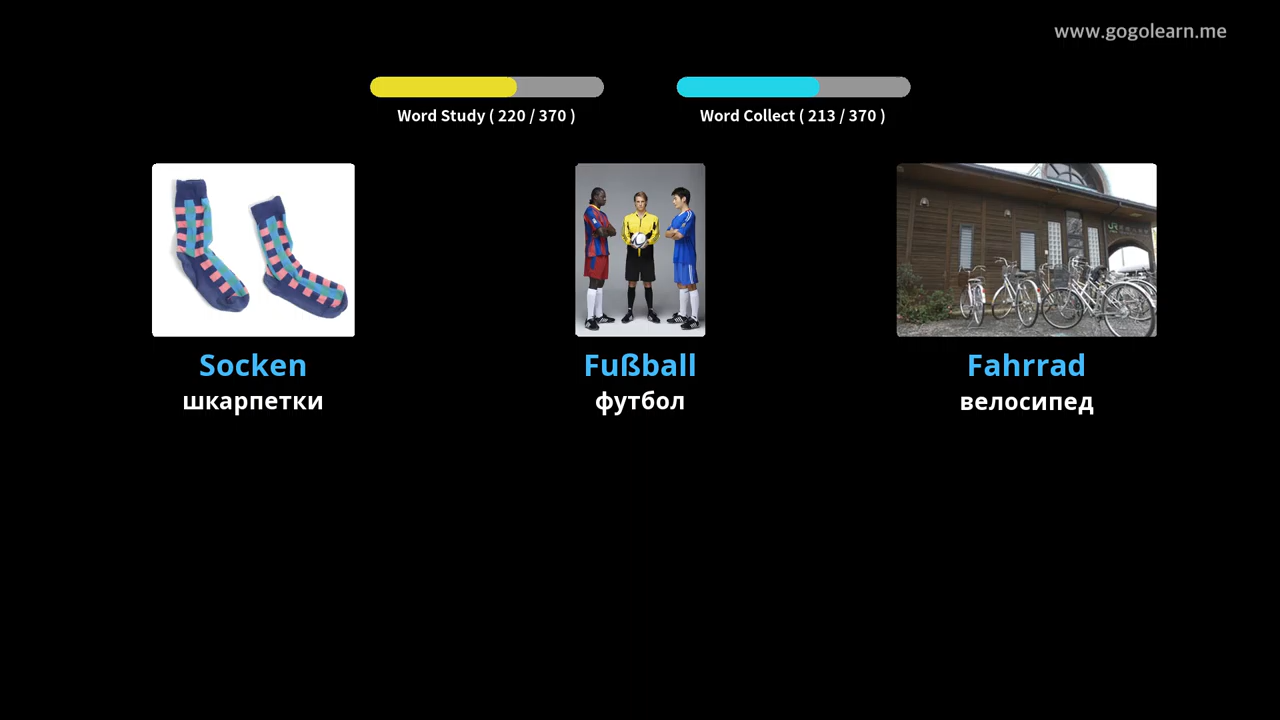 www.gogolearn.me
Word Study ( 220 / 370 )
Word Collect ( 213 / 370 )
Socken
шкарпетки
Fußball
футбол
Fahrrad
велосипед